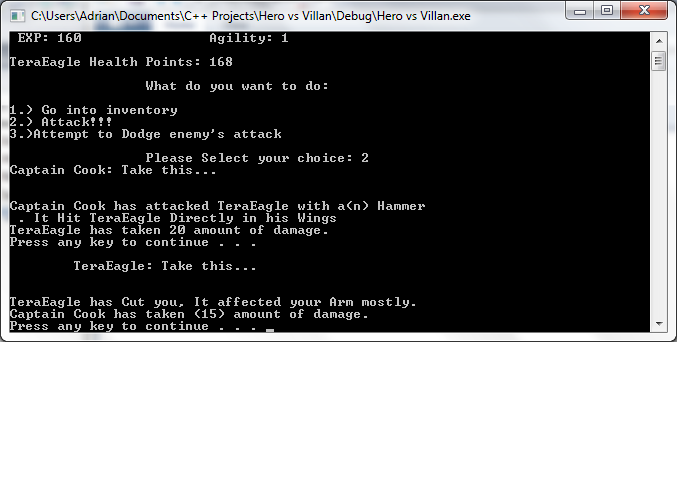 C:\Users\Adrian\Documents\C++ Projects\Hero vs Villan\Debug\Hero vs Villan.exe
EXP: 160 Agility: 1
TeraEagle Health Points: 168
What do you want to do:
1.) Go into inventory
2.) Attack!!!
3.)Attempt to Dodge enemy's attack
Please Select your choice: 2
Captain Cook: Take this...
Captain Cook has attacked TeraEagle with a(n) Hammer
. It Hit TeraEagle Directly in his Wings
TeraEagle has taken 20 amount of damage.
Press any key to continue . . .
TeraEagle: Take this...
TeraEagle has Cut you, It affected your Arm mostly.
Captain Cook has taken (15) amount of damage.
Press any key to continue . . .